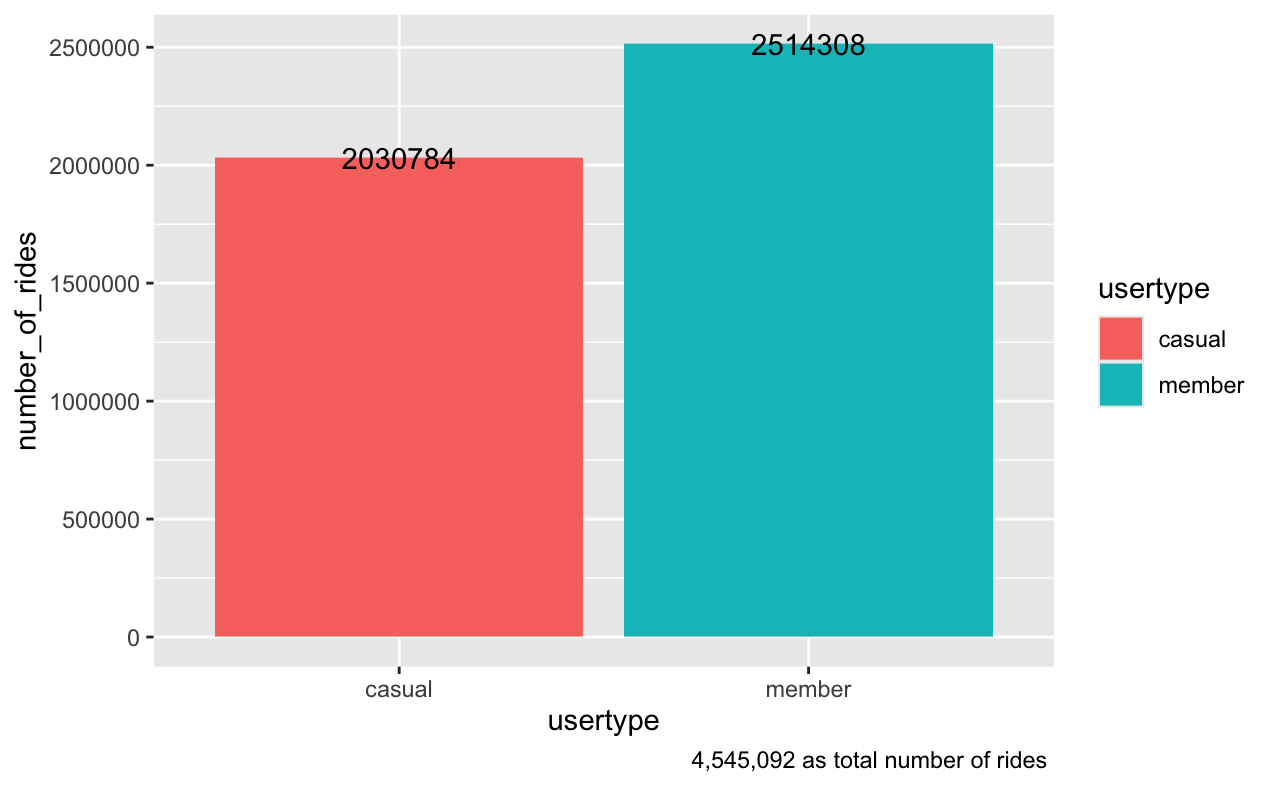 2500000
2000000
1500000
1000000
500000
0
number_of_rides
2030784
2514308
casual
member
usertype
usertype
casual
member
4,545,092 as total number of rides